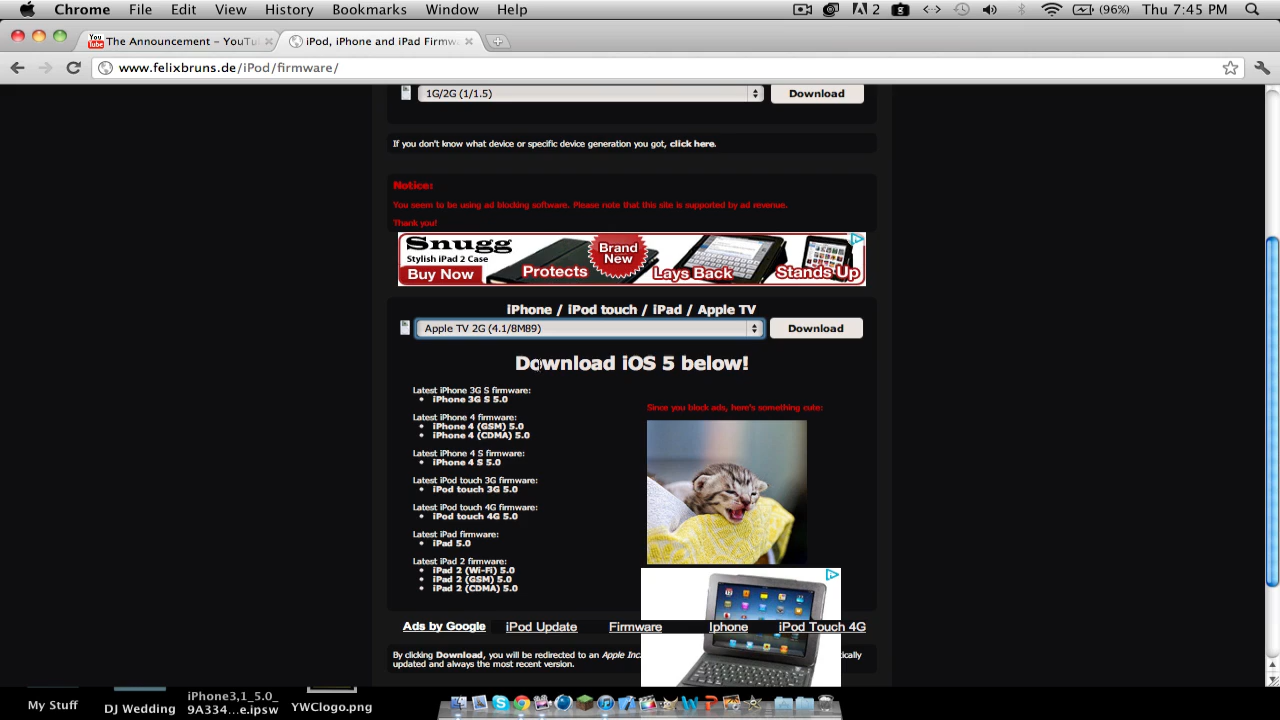 Chrome File Edit View History Bookmarks Window Help
2 (96%) Thu 7:45 PM
You Tube The Announcement – YouTu
iPod, iPhone and iPad Firmw
www.felixbruns.de/iPod/firmware/
1G/2G (1/1.5) Download
If you don't know what device or specific device generation you got, click here.
Notice:
You seem to be using ad blocking software. Please note that this site is supported by ad revenue.
Thank you!
Snugg
Stylish iPad 2 Case
Buy Now
Protects
Brand
New
Lays Back
Stands Up
iPhone / iPod touch / iPad / Apple TV
Apple TV 2G (4.1/8M89) Download
Download iOS 5 below!
Latest iPhone 3G S firmware:
• iPhone 3G S 5.0
Latest iPhone 4 firmware:
• iPhone 4 (GSM) 5.0
• iPhone 4 (CDMA) 5.0
Latest iPhone 4 S firmware:
• iPhone 4 S 5.0
Latest iPod touch 3G firmware:
• iPod touch 3G 5.0
Latest iPod touch 4G firmware:
• iPod touch 4G 5.0
Latest iPad firmware:
• iPad 5.0
Latest iPad 2 firmware:
• iPad 2 (Wi-Fi) 5.0
• iPad 2 (GSM) 5.0
• iPad 2 (CDMA) 5.0
Since you block ads, here's something cute:
Ads by Google iPod Update Firmware Iphone iPod Touch 4G
By clicking Download, you will be redirected to an Apple Inc.
updated and always the most recent version.
My Stuff
DJ Wedding
iPhone3,1_5.0_
9A334...e.ipsw
YWClogo.png